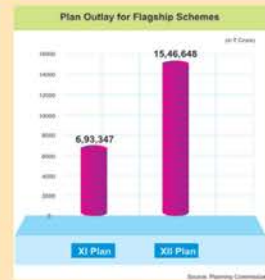 Plan Outlay for Flagship Schemes
(in ₹ Crore)
15,46,648
16000
14000
12000
10000
8000
6,93,347
6000
4000
2000
0
XI Plan
XII Plan
Source: Planning Commission